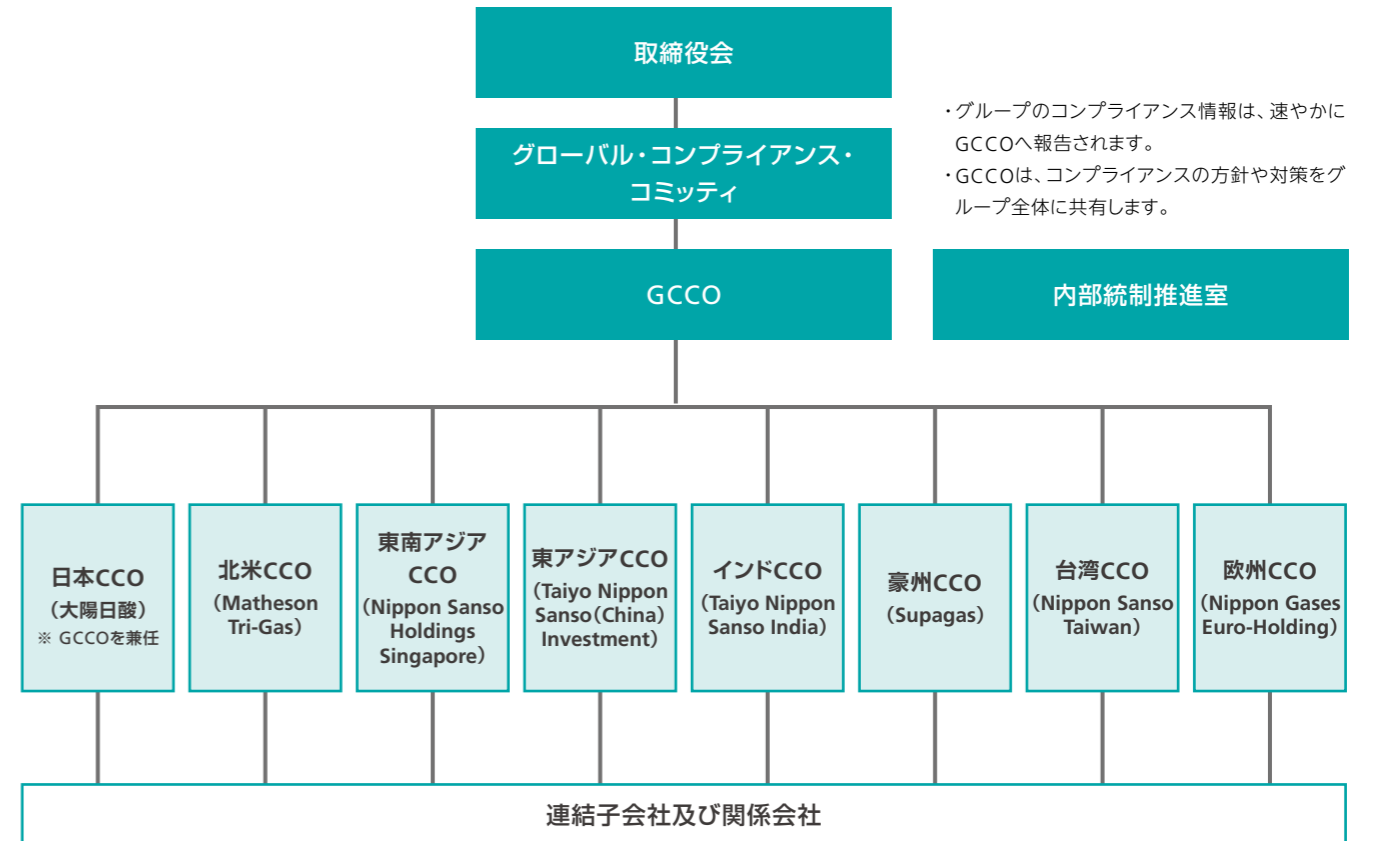 取締役会
グローバル・コンプライアンス・
コミッティ
・グループのコンプライアンス情報は、速やかに
GCCOへ報告されます。
・GCCOは、コンプライアンスの方針や対策をグ
ループ全体に共有します。
GCCO
内部統制推進室
日本CCO
（大陽日酸）
※ GCCOを兼任
北米CCO
（Matheson
Tri-Gas）
東南アジア
CCO
（Nippon Sanso
Holdings
Singapore）
東アジアCCO
（Taiyo Nippon
Sanso（China）
Investment）
インドCCO
（Taiyo Nippon
Sanso India）
豪州CCO
（Supagas）
台湾CCO
（Nippon Sanso
Taiwan）
欧州CCO
（Nippon Gases
Euro-Holding）
連結子会社及び関係会社